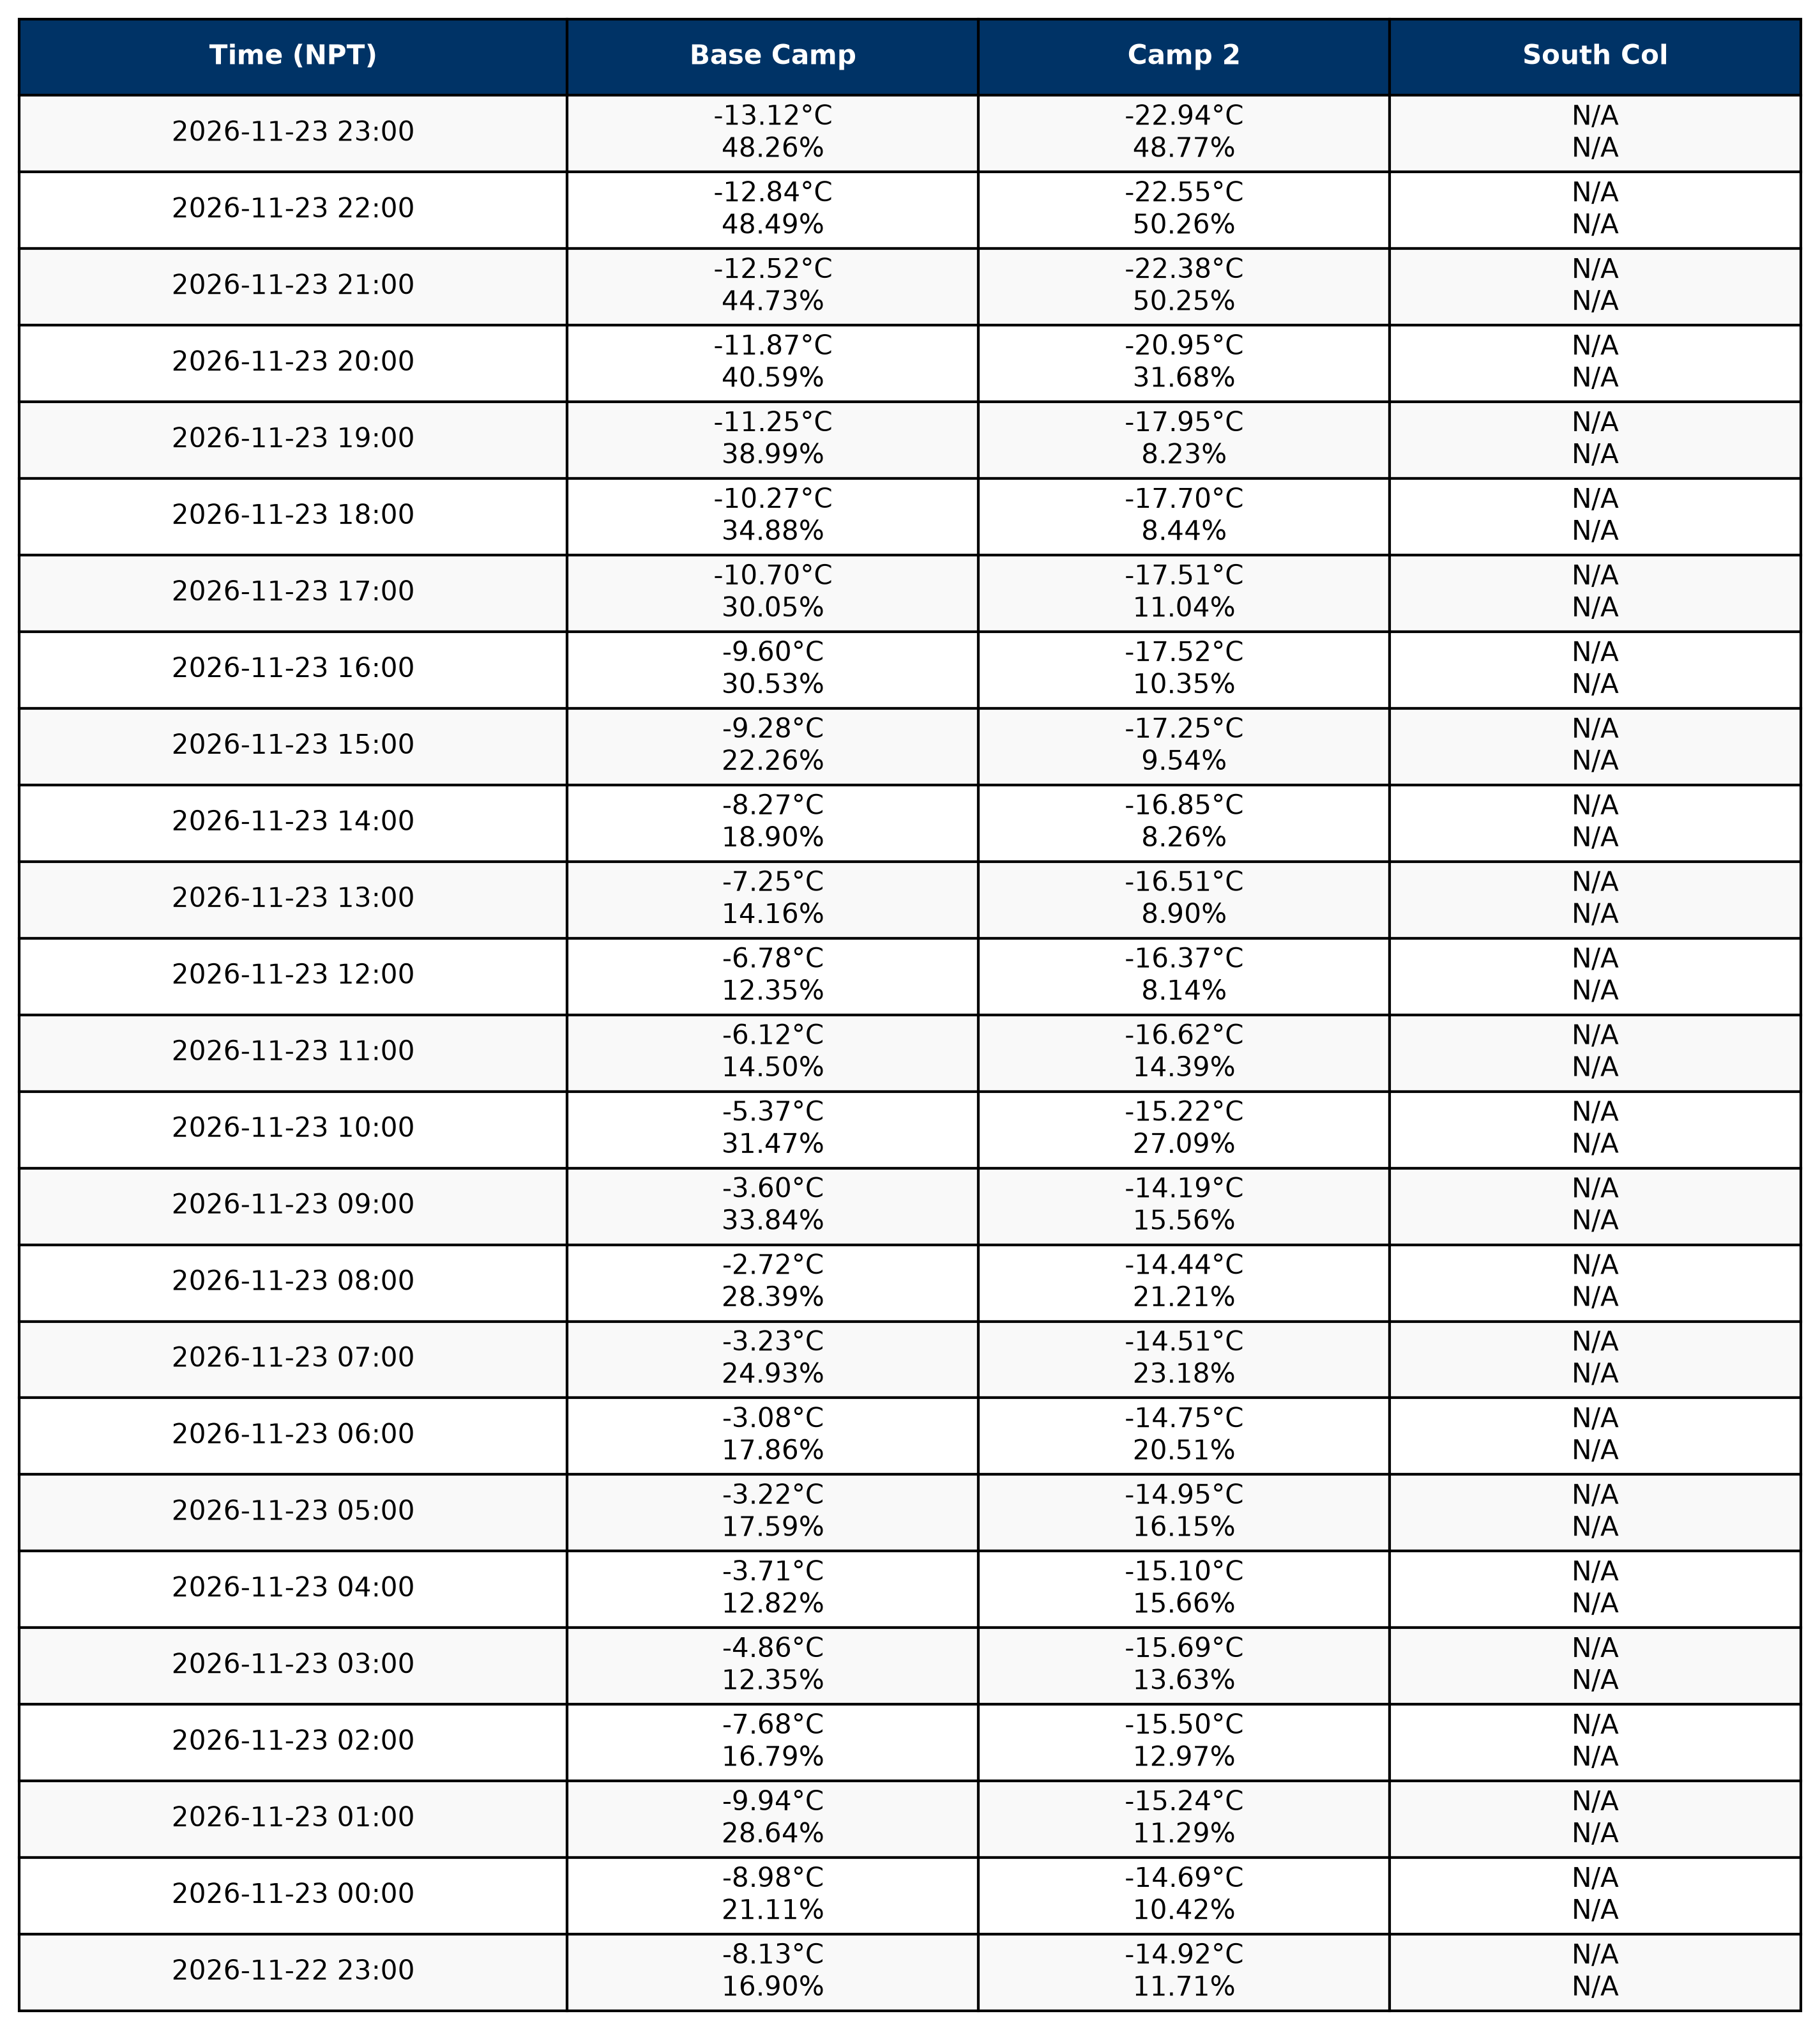 Time (NPT) Base Camp Camp 2 South Col
2026-11-23 23:00 -13.12°C -22.94°C N/A
48.26% 48.77% N/A
2026-11-23 22:00 -12.84°C -22.55°C N/A
48.49% 50.26% N/A
2026-11-23 21:00 -12.52°C -22.38°C N/A
44.73% 50.25% N/A
2026-11-23 20:00 -11.87°C -20.95°C N/A
40.59% 31.68% N/A
2026-11-23 19:00 -11.25°C -17.95°C N/A
38.99% 8.23% N/A
2026-11-23 18:00 -10.27°C -17.70°C N/A
34.88% 8.44% N/A
2026-11-23 17:00 -10.70°C -17.51°C N/A
30.05% 11.04% N/A
2026-11-23 16:00 -9.60°C -17.52°C N/A
30.53% 10.35% N/A
2026-11-23 15:00 -9.28°C -17.25°C N/A
22.26% 9.54% N/A
2026-11-23 14:00 -8.27°C -16.85°C N/A
18.90% 8.26% N/A
2026-11-23 13:00 -7.25°C -16.51°C N/A
14.16% 8.90% N/A
2026-11-23 12:00 -6.78°C -16.37°C N/A
12.35% 8.14% N/A
2026-11-23 11:00 -6.12°C -16.62°C N/A
14.50% 14.39% N/A
2026-11-23 10:00 -5.37°C -15.22°C N/A
31.47% 27.09% N/A
2026-11-23 09:00 -3.60°C -14.19°C N/A
33.84% 15.56% N/A
2026-11-23 08:00 -2.72°C -14.44°C N/A
28.39% 21.21% N/A
2026-11-23 07:00 -3.23°C -14.51°C N/A
24.93% 23.18% N/A
2026-11-23 06:00 -3.08°C -14.75°C N/A
17.86% 20.51% N/A
2026-11-23 05:00 -3.22°C -14.95°C N/A
17.59% 16.15% N/A
2026-11-23 04:00 -3.71°C -15.10°C N/A
12.82% 15.66% N/A
2026-11-23 03:00 -4.86°C -15.69°C N/A
12.35% 13.63% N/A
2026-11-23 02:00 -7.68°C -15.50°C N/A
16.79% 12.97% N/A
2026-11-23 01:00 -9.94°C -15.24°C N/A
28.64% 11.29% N/A
2026-11-23 00:00 -8.98°C -14.69°C N/A
21.11% 10.42% N/A
2026-11-22 23:00 -8.13°C -14.92°C N/A
16.90% 11.71% N/A